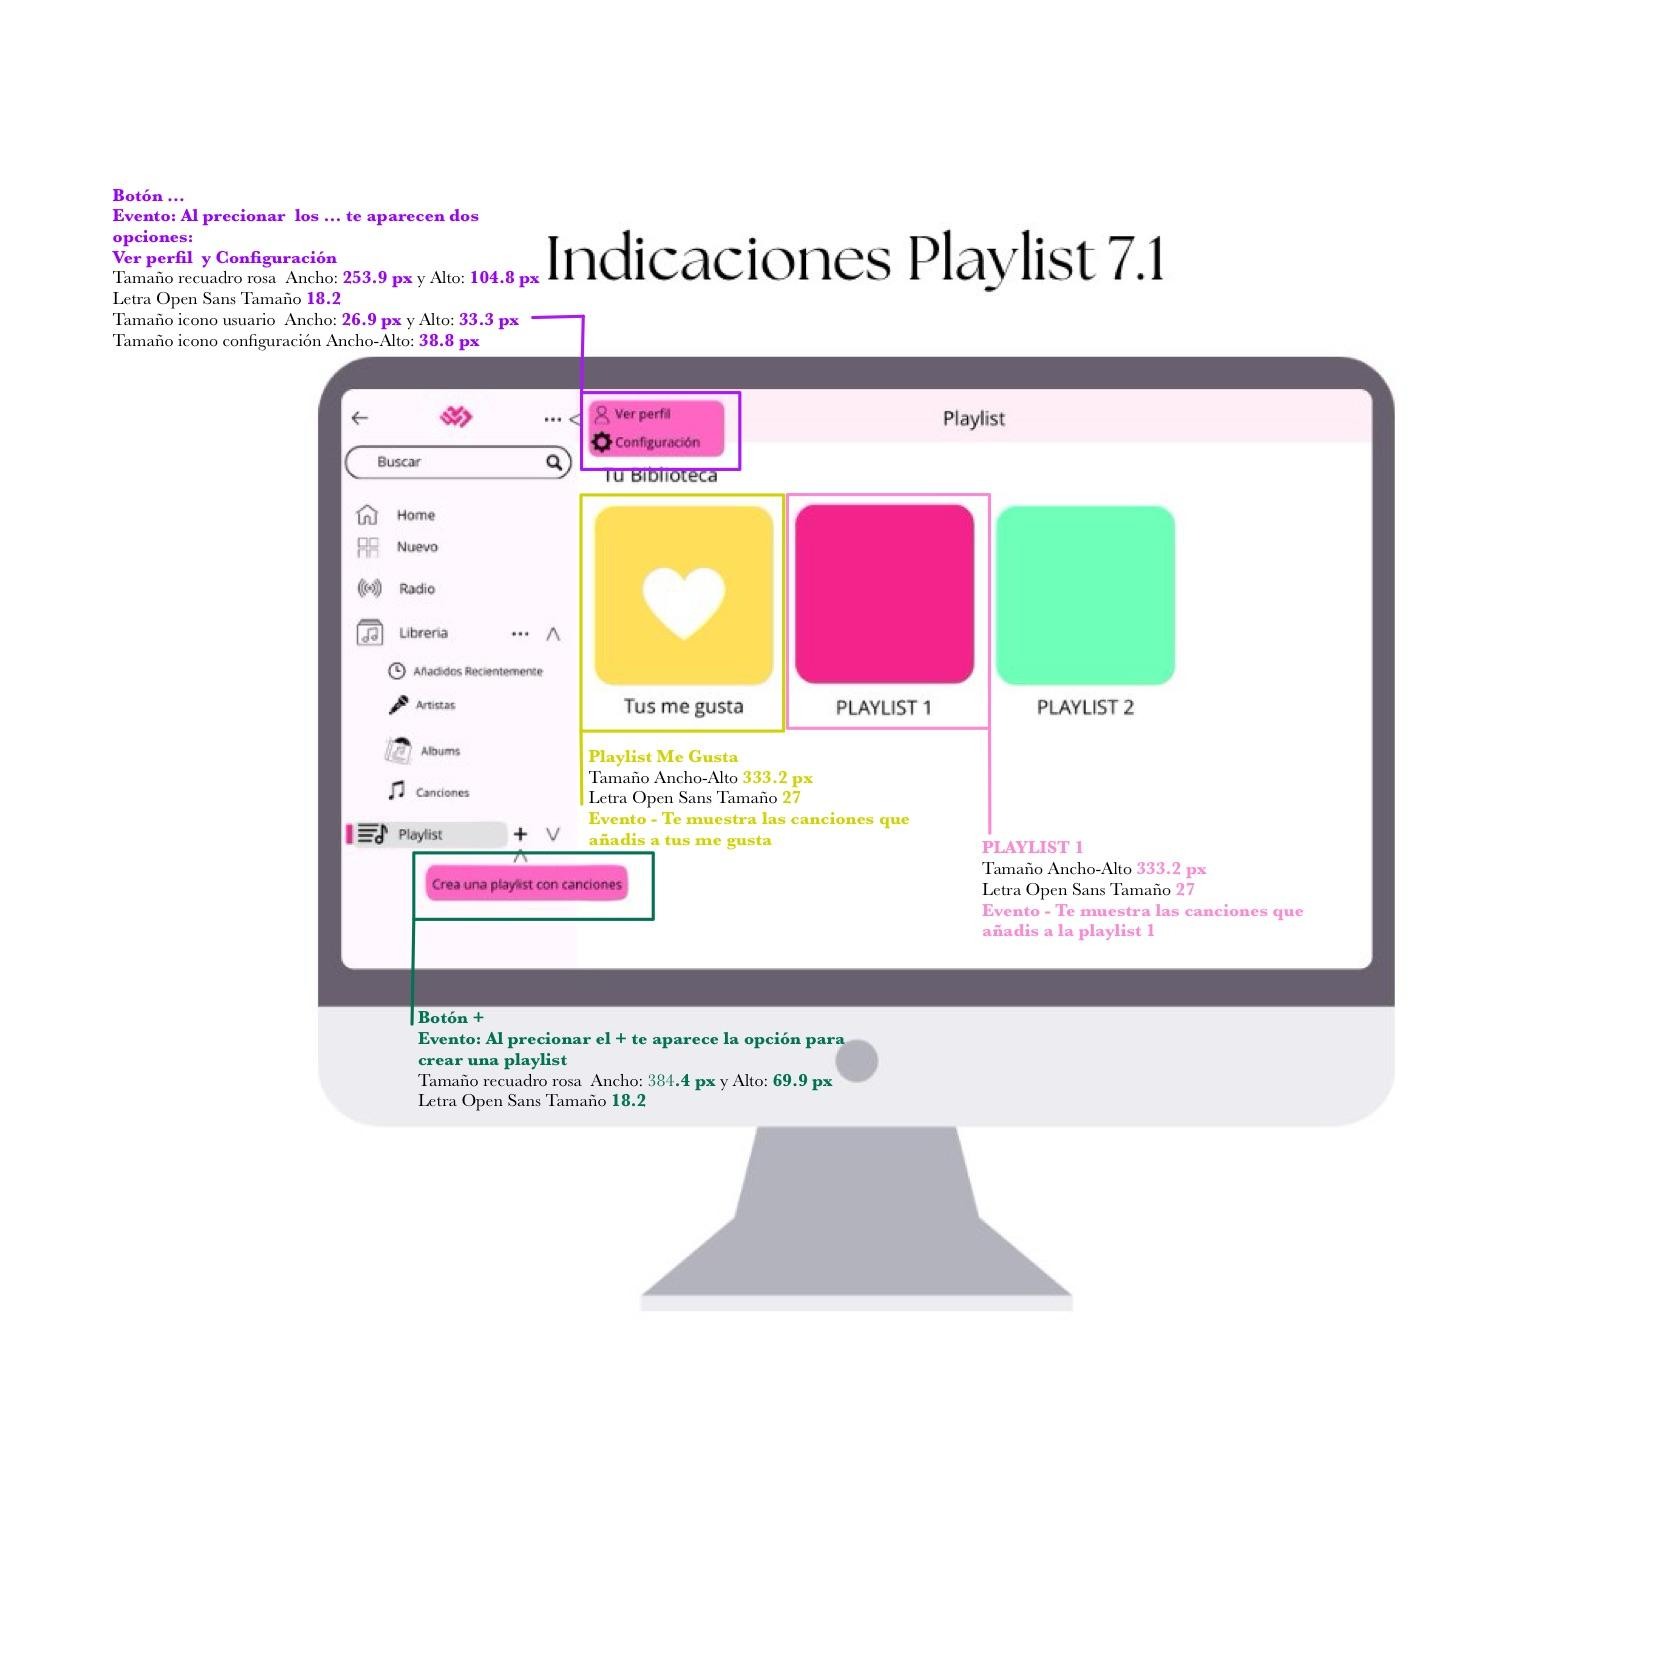 Botón ...
Evento: Al precionar los ... te aparecen dos
opciones:
Ver perfil y Configuración
Tamaño recuadro rosa Ancho: 253.9 px y Alto: 104.8 px
Letra Open Sans Tamaño 18.2
Tamaño icono usuario Ancho: 26.9 px y Alto: 33.3 px
Tamaño icono configuración Ancho-Alto: 38.8 px
Indicaciones Playlist 7.1
...
<
Ver perfil
Configuración
Playlist
Buscar
Tu Biblioteca
Home
Nuevo
Radio
Libreria ...
Añadidos Recientemente
Artistas
Albums
Canciones
Playlist +
Crea una playlist con canciones
Tus me gusta
PLAYLIST 1
PLAYLIST 2
Playlist Me Gusta
Tamaño Ancho-Alto 333.2 px
Letra Open Sans Tamaño 27
Evento - Te muestra las canciones que
añadis a tus me gusta
PLAYLIST 1
Tamaño Ancho-Alto 333.2 px
Letra Open Sans Tamaño 27
Evento - Te muestra las canciones que
añadis a la playlist 1
Botón +
Evento: Al precionar el + te aparece la opción para
crear una playlist
Tamaño recuadro rosa Ancho: 384.4 px y Alto: 69.9 px
Letra Open Sans Tamaño 18.2